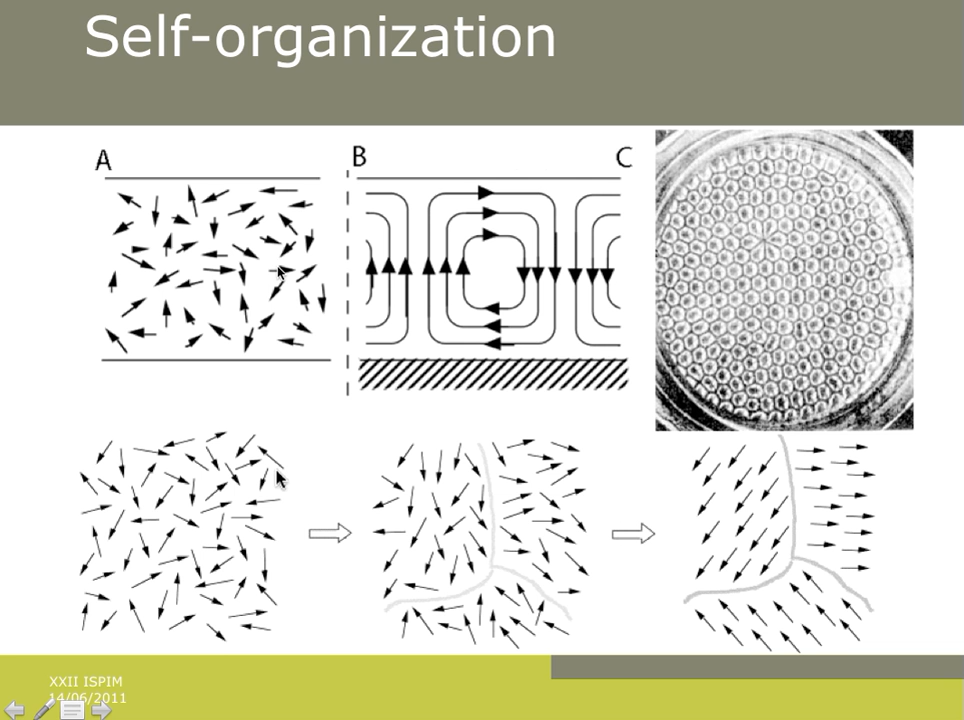 Self-organization
A
B
C
XXII ISPIM
14/06/2011